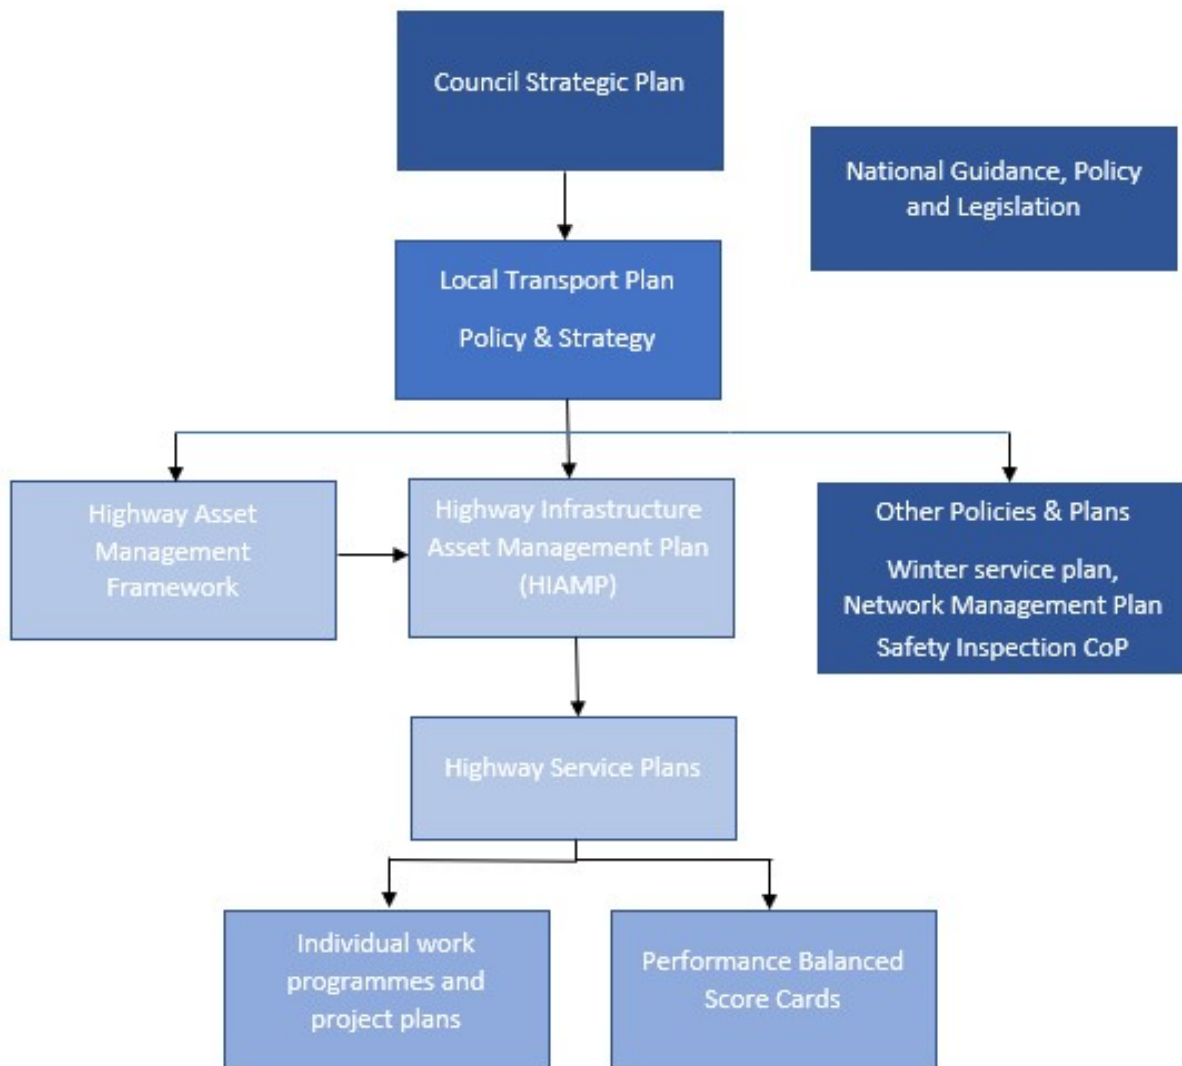 Council Strategic Plan
National Guidance, Policy
and Legislation
Local Transport Plan
Policy & Strategy
Highway Asset
Management
Framework
Highway Infrastructure
Asset Management Plan
(HIAMP)
Other Policies & Plans
Winter service plan,
Network Management Plan
Safety Inspection CoP
Highway Service Plans
Individual work
programmes and
project plans
Performance Balanced
Score Cards